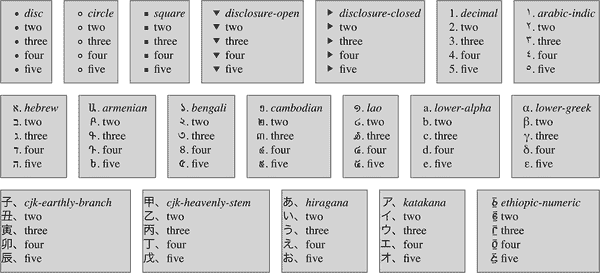 • disc
• two
• three
• four
• five
○ circle
○ two
○ three
○ four
○ five
▪ square
▪ two
▪ three
▪ four
▪ five
▼ disclosure-open
▼ two
▼ three
▼ four
▼ five
▶ disclosure-closed
▶ two
▶ three
▶ four
▶ five
1. decimal
2. two
3. three
4. four
5. five
١. arabic-indic
٢. two
٣. three
٤. four
٥. five
א. hebrew
ב. two
ג. three
ד. four
ה. five
Ա. armenian
Բ. two
Գ. three
Դ. four
Ե. five
১. bengali
২. two
৩. three
৪. four
৫. five
១. cambodian
២. two
៣. three
៤. four
៥. five
໑. lao
໒. two
໓. three
໔. four
໕. five
a. lower-alpha
b. two
c. three
d. four
e. five
α. lower-greek
β. two
γ. three
δ. four
ε. five
子、cjk-earthly-branch
丑、two
寅、three
卯、four
辰、five
甲、cjk-heavenly-stem
乙、two
丙、three
丁、four
戊、five
あ、hiragana
い、two
う、three
え、four
お、five
ア、katakana
イ、two
ウ、three
エ、four
オ、five
፩ ethiopic-numeric
፪ two
፫ three
፬ four
፭ five